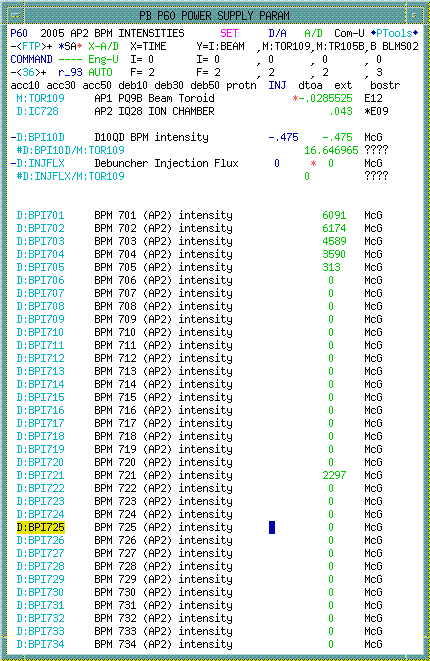 PB P60 POWER SUPPLY PARAM
P60 2005 AP2 BPM INTENSITIES SET D/A A/D Com-U ◆PTools◆
-<FTP>+ *SA* X-A/D X=TIME Y=I:BEAM ,M:TOR109,M:TR105B,B BLMS02
COMMAND ---- Eng-U I= 0 I= 0 , 0 , 0 , 0
-<36>+ r_93 AUTO F= 2 F= 2 , 2 , 2 , 3
acc10 acc30 acc50 deb10 deb30 deb50 protn INJ dtoa ext bostr
M:TOR109 AP1 PQ9B Beam Toroid *-.0285525 E12
D:IC728 AP2 IQ28 ION CHAMBER .043 *E09
-D:BPI10D D10QD BPM intensity -.475 -.475 McG
#D:BPI10D/M:TOR109 16.646965 ????
-D:INJFLX Debuncher Injection Flux 0 * 0 McG
#D:INJFLX/M:TOR109 0 ????
D:BPI701 BPM 701 (AP2) intensity 6091 McG
D:BPI702 BPM 702 (AP2) intensity 6174 McG
D:BPI703 BPM 703 (AP2) intensity 4589 McG
D:BPI704 BPM 704 (AP2) intensity 3590 McG
D:BPI705 BPM 705 (AP2) intensity 313 McG
D:BPI706 BPM 706 (AP2) intensity 0 McG
D:BPI707 BPM 707 (AP2) intensity 0 McG
D:BPI708 BPM 708 (AP2) intensity 0 McG
D:BPI709 BPM 709 (AP2) intensity 0 McG
D:BPI710 BPM 710 (AP2) intensity 0 McG
D:BPI711 BPM 711 (AP2) intensity 0 McG
D:BPI712 BPM 712 (AP2) intensity 0 McG
D:BPI713 BPM 713 (AP2) intensity 0 McG
D:BPI714 BPM 714 (AP2) intensity 0 McG
D:BPI715 BPM 715 (AP2) intensity 0 McG
D:BPI716 BPM 716 (AP2) intensity 0 McG
D:BPI717 BPM 717 (AP2) intensity 0 McG
D:BPI718 BPM 718 (AP2) intensity 0 McG
D:BPI719 BPM 719 (AP2) intensity 0 McG
D:BPI720 BPM 720 (AP2) intensity 0 McG
D:BPI721 BPM 721 (AP2) intensity 2297 McG
D:BPI722 BPM 722 (AP2) intensity 0 McG
D:BPI723 BPM 723 (AP2) intensity 0 McG
D:BPI724 BPM 724 (AP2) intensity 0 McG
D:BPI725 BPM 725 (AP2) intensity 0 McG
D:BPI726 BPM 726 (AP2) intensity 0 McG
D:BPI727 BPM 727 (AP2) intensity 0 McG
D:BPI728 BPM 728 (AP2) intensity 0 McG
D:BPI729 BPM 729 (AP2) intensity 0 McG
D:BPI730 BPM 730 (AP2) intensity 0 McG
D:BPI731 BPM 731 (AP2) intensity 0 McG
D:BPI732 BPM 732 (AP2) intensity 0 McG
D:BPI733 BPM 733 (AP2) intensity 0 McG
D:BPI734 BPM 734 (AP2) intensity 0 McG